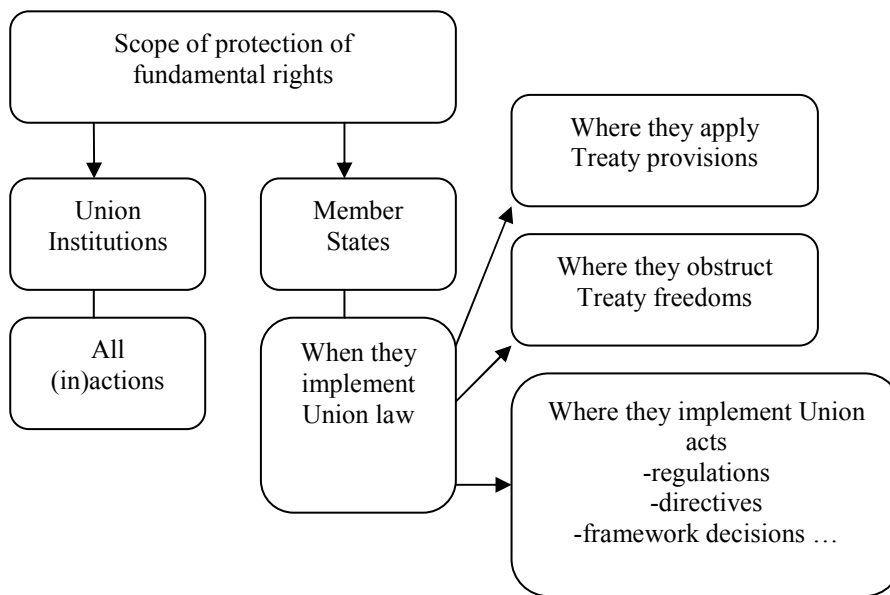 Scope of protection of
fundamental rights
Union
Institutions
All
(in)actions
Member
States
When they
implement
Union law
Where they apply
Treaty provisions
Where they obstruct
Treaty freedoms
Where they implement Union
acts
-regulations
-directives
-framework decisions …